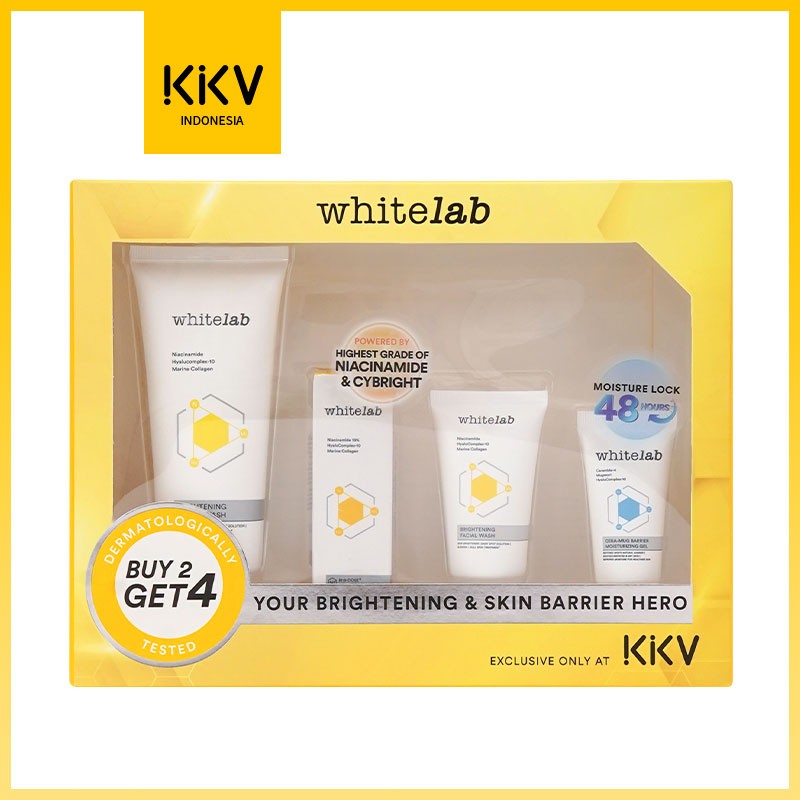 KKV
INDONESIA
whitelab
whitelab
Niacinamide
Hyalucomplex-10
Marine Collagen
POWERED BY
HIGHEST GRADE OF
NIACINAMIDE
& CYBRIGHT
whitelab
Niacinamide 10%
HyaluComplex-10
Marine Collagen
whitelab
Niacinamide
HyaluComplex-10
Marine Collagen
BRIGHTENING
FACIAL WASH
MOISTURE LOCK
48 HOURS
whitelab
Ceramide
HyaluComplex-10
CERA-MUG BARRIER
MOISTURIZING GEL
DERMATOLOGICALLY
BUY 2
GET 4
TESTED
YOUR BRIGHTENING & SKIN BARRIER HERO
EXCLUSIVE ONLY AT KKV